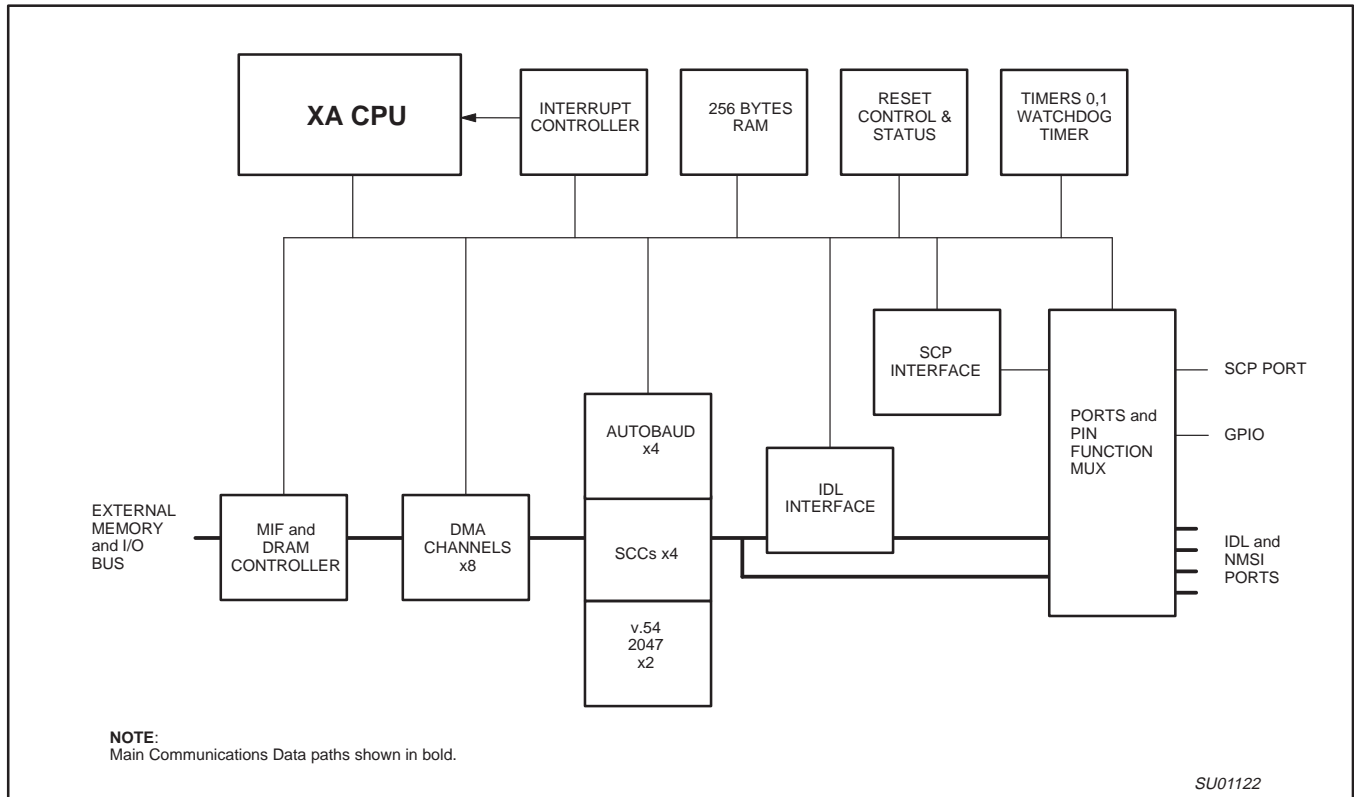 XA CPU
INTERRUPT
CONTROLLER
256 BYTES
RAM
RESET
CONTROL &
STATUS
TIMERS 0,1
WATCHDOG
TIMER
SCP
INTERFACE
SCP PORT
PORTS and
PIN
FUNCTION
MUX
GPIO
AUTOBAUD
x4
IDL
INTERFACE
EXTERNAL
MEMORY
and I/O
BUS
MIF and
DRAM
CONTROLLER
DMA
CHANNELS
x8
SCCs x4
IDL and
NMSI
PORTS
v.54
2047
x2
NOTE:
Main Communications Data paths shown in bold.
SU01122